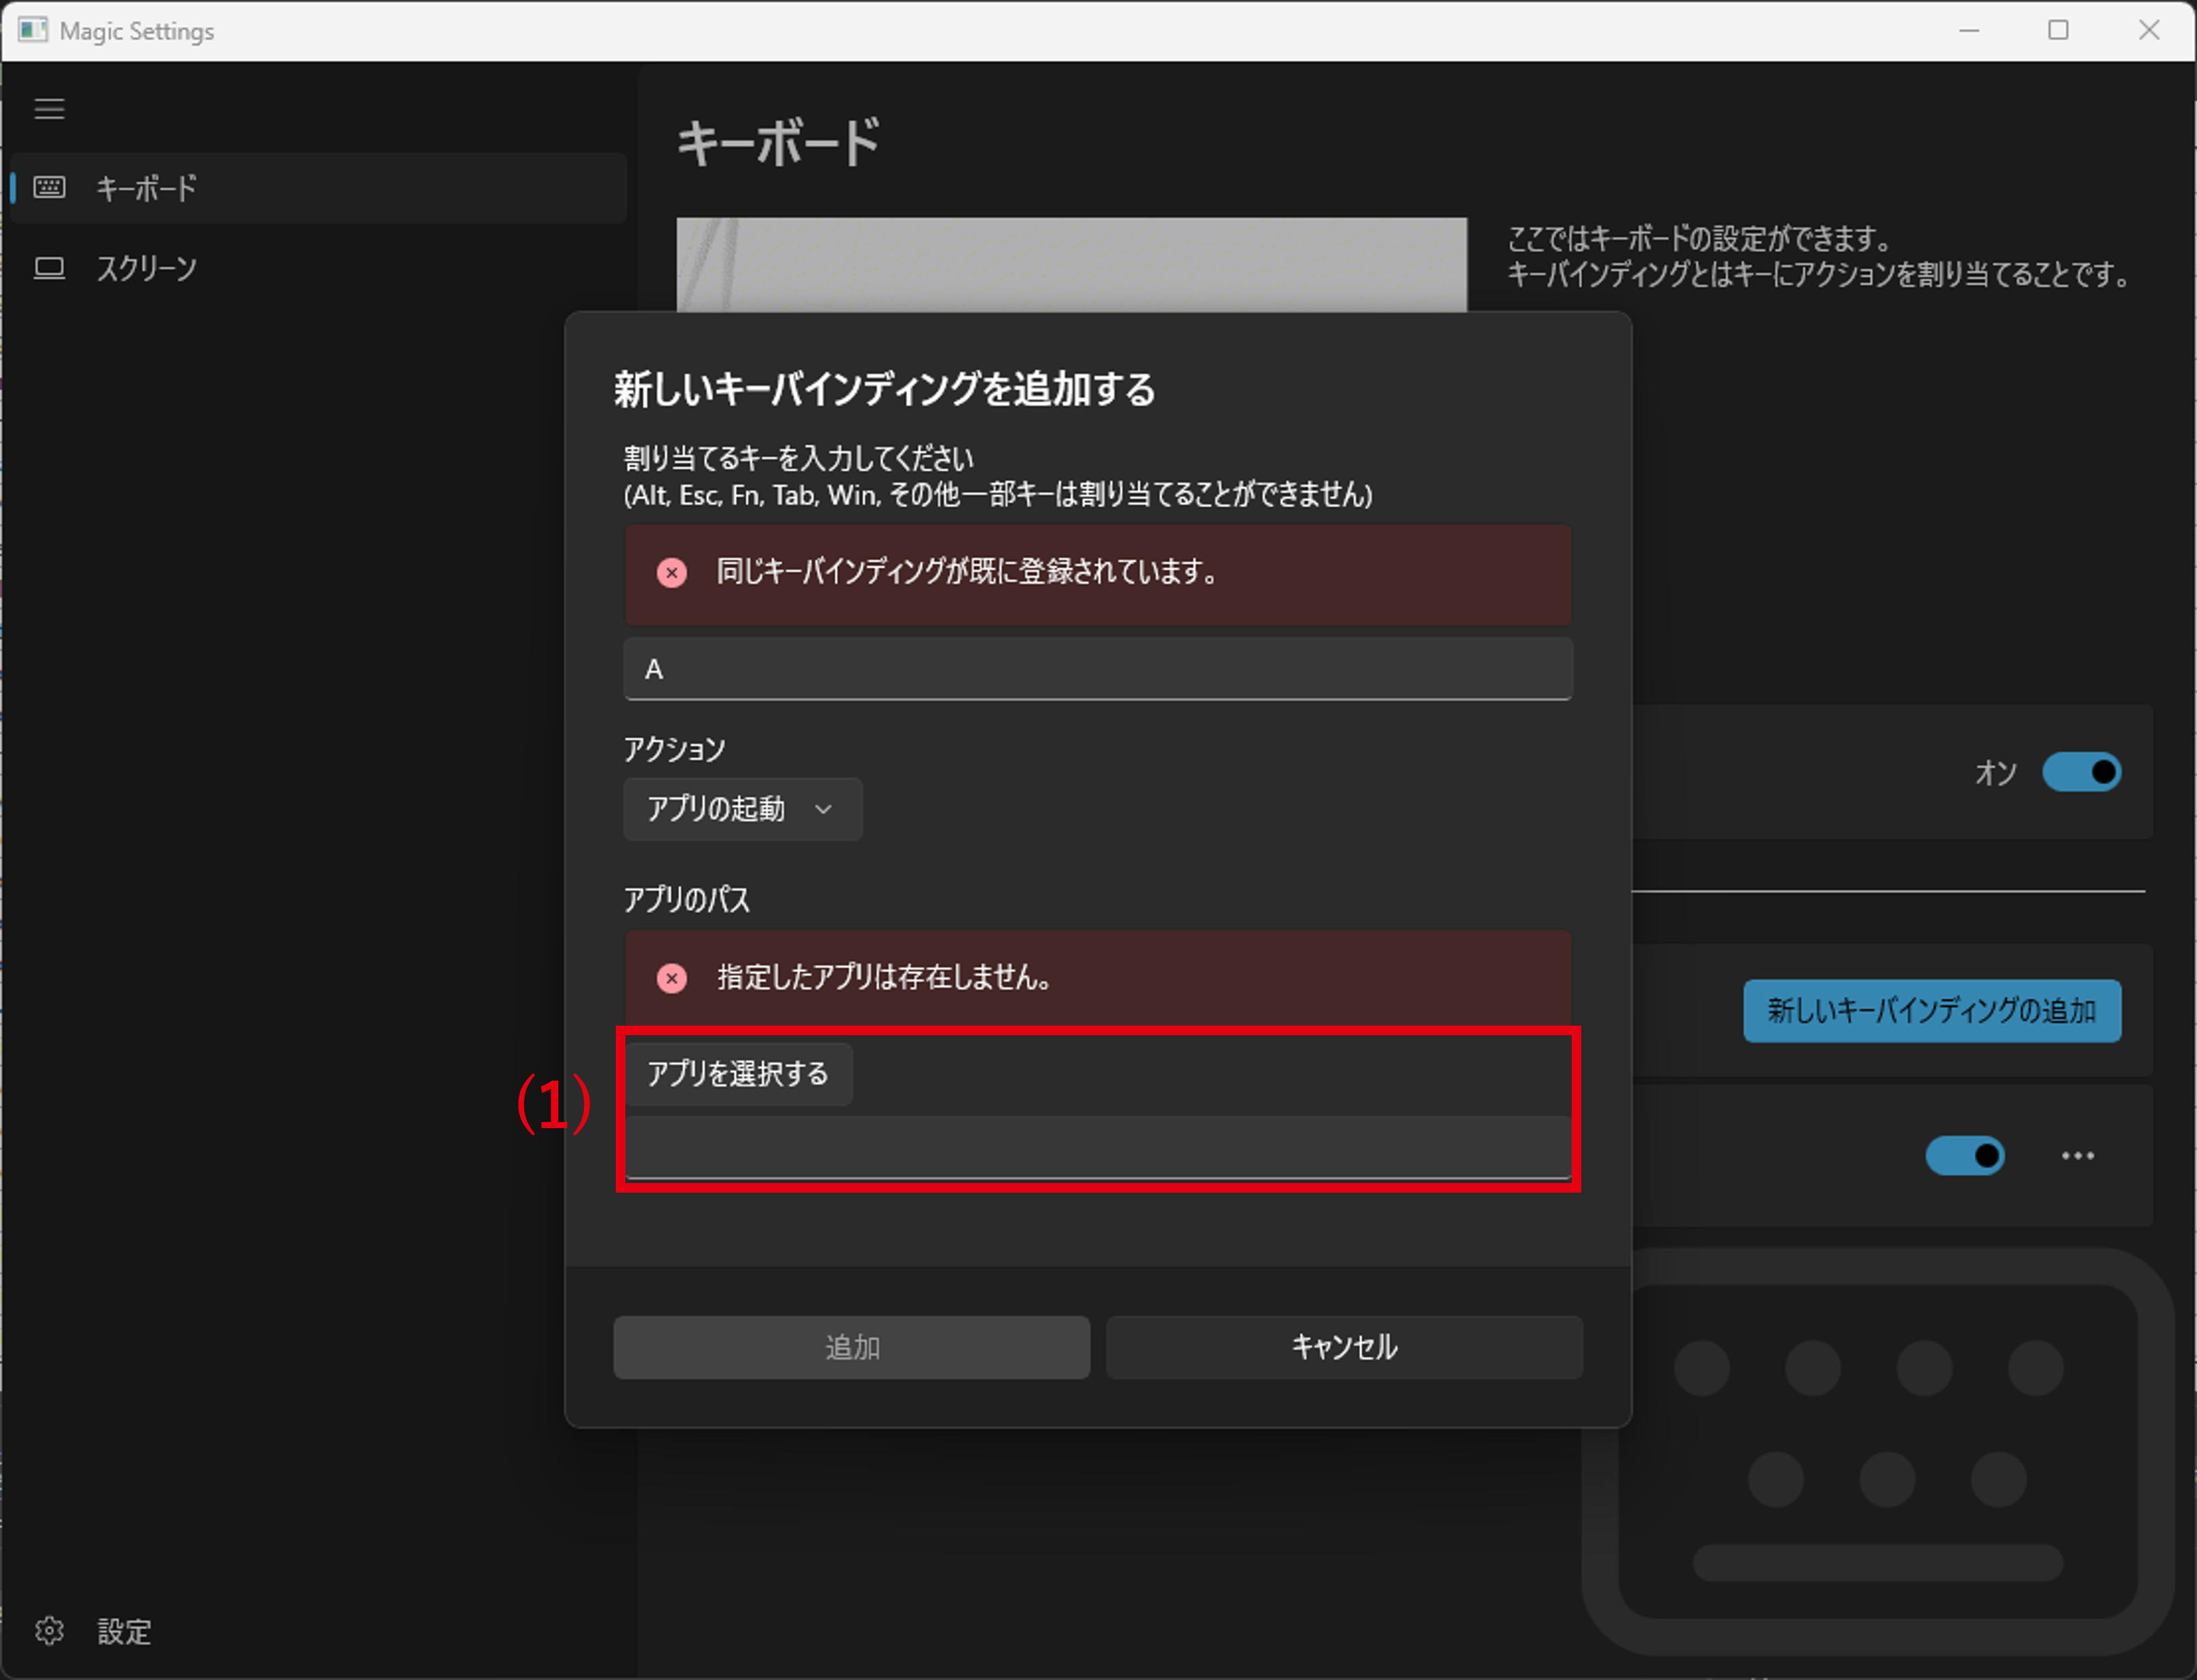 Magic Settings
キーボード
スクリーン
設定
キーボード
ここではキーボードの設定ができます。
キーバインディングとはキーにアクションを割り当てることです。
新しいキーバインディングを追加する
割り当てるキーを入力してください
(Alt, Esc, Fn, Tab, Win, その他一部キーは割り当てることができません)
同じキーバインディングが既に登録されています。
A
アクション
アプリの起動
オン
アプリのパス
指定したアプリは存在しません。
新しいキーバインディングの追加
(1)
アプリを選択する
追加
キャンセル